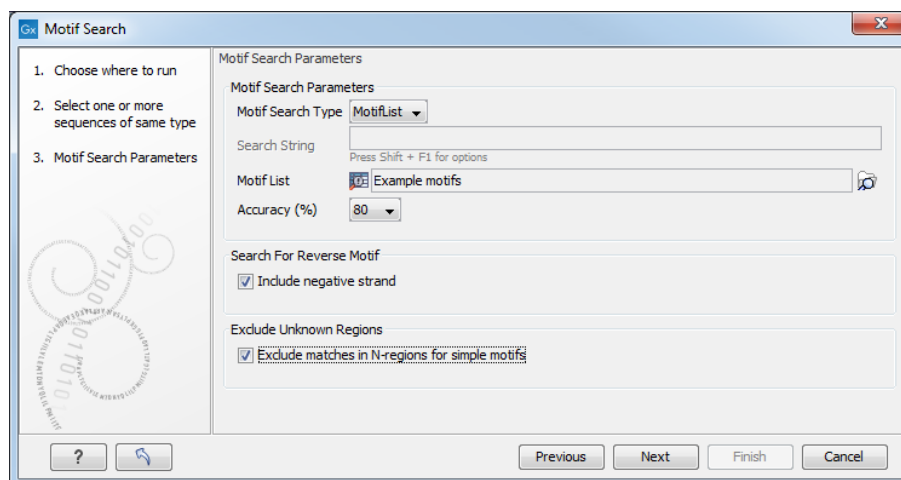 Gx Motif Search
1. Choose where to run
2. Select one or more
sequences of same type
3. Motif Search Parameters
Motif Search Parameters
Motif Search Parameters
Motif Search Type MotifList
Search String
Press Shift + F1 for options
Motif List Example motifs
Accuracy (%) 80
Search For Reverse Motif
Include negative strand
Exclude Unknown Regions
Exclude matches in N-regions for simple motifs
? Previous Next Finish Cancel